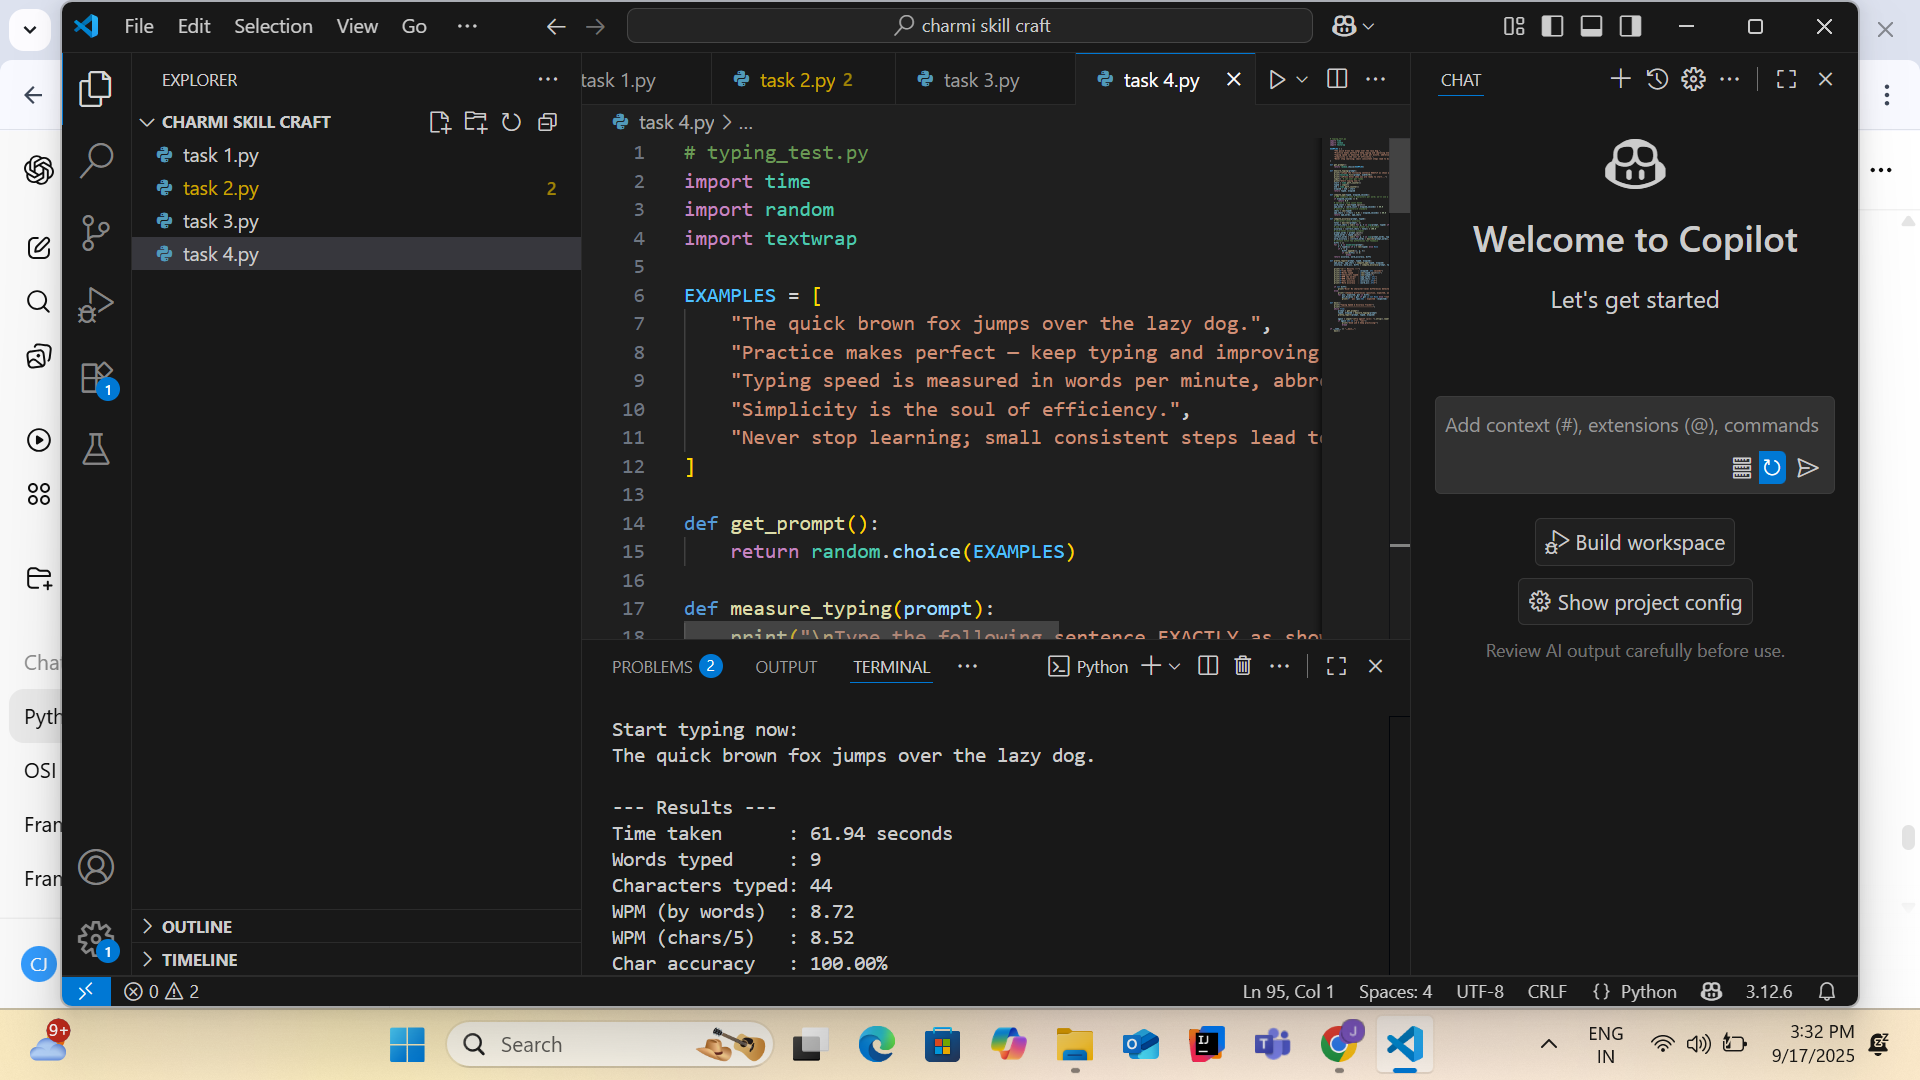 File Edit Selection View Go ···
charmi skill craft
EXPLORER
CHARMI SKILL CRAFT
task 1.py
task 2.py 2
task 3.py
task 4.py
OUTLINE
TIMELINE
1
1
task 1.py
task 2.py 2
task 3.py
task 4.py
task 4.py > ...
1 # typing_test.py
2 import time
3 import random
4 import textwrap
5
6 EXAMPLES = [
7 "The quick brown fox jumps over the lazy dog.",
8 "Practice makes perfect — keep typing and improving
9 "Typing speed is measured in words per minute, abbr
10 "Simplicity is the soul of efficiency.",
11 "Never stop learning; small consistent steps lead t
12 ]
13
14 def get_prompt():
15 return random.choice(EXAMPLES)
16
17 def measure_typing(prompt):
18 print("\nType the following sentence EXACTLY as sho
PROBLEMS 2 OUTPUT TERMINAL ··· Python
Start typing now:
The quick brown fox jumps over the lazy dog.
--- Results ---
Time taken : 61.94 seconds
Words typed : 9
Characters typed: 44
WPM (by words) : 8.72
WPM (chars/5) : 8.52
Char accuracy : 100.00%
CHAT
Welcome to Copilot
Let's get started
Add context (#), extensions (@), commands
Build workspace
Show project config
Review AI output carefully before use.
Cha
Pyth
OSI
Fran
Fran
CJ
0 2
Ln 95, Col 1 Spaces: 4 UTF-8 CRLF {} Python 3.12.6
9+
Search
J
ENG
IN
3:32 PM
9/17/2025